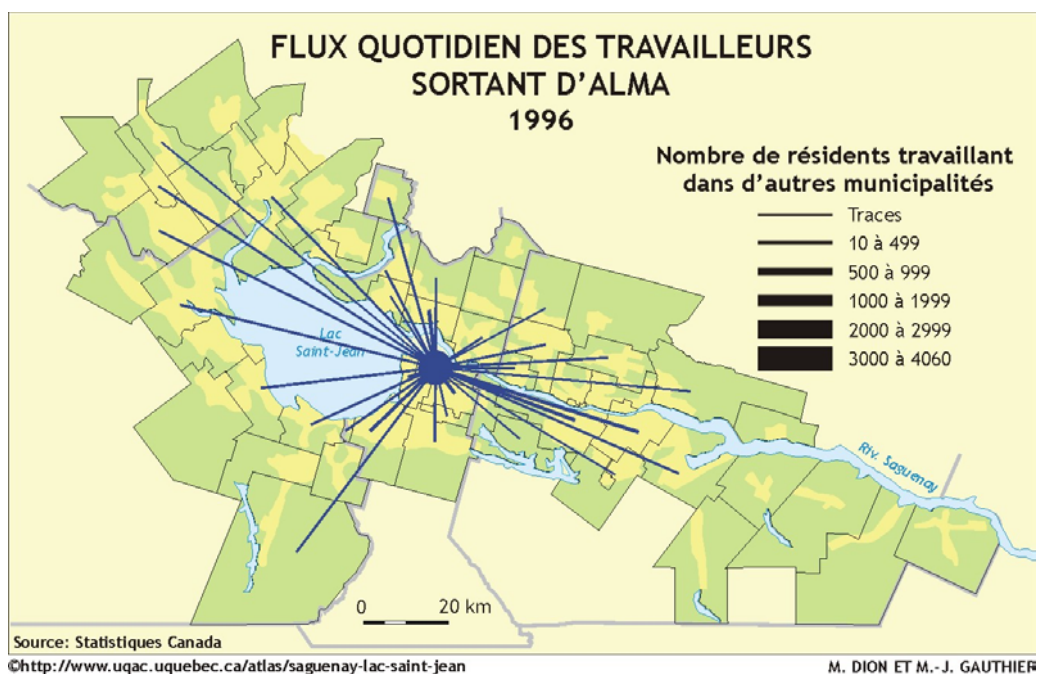 FLUX QUOTIDIEN DES TRAVAILLEURS
SORTANT D'ALMA
1996
Nombre de résidents travaillant
dans d'autres municipalités
Traces
10 à 499
500 à 999
1000 à 1999
2000 à 2999
3000 à 4060
Lac
Saint-Jean
Riv. Saguenay
0 20 km
Source: Statistiques Canada
©http://www.uqac.uquebec.ca/atlas/saguenay-lac-saint-jean
M. DION ET M.-J. GAUTHIER